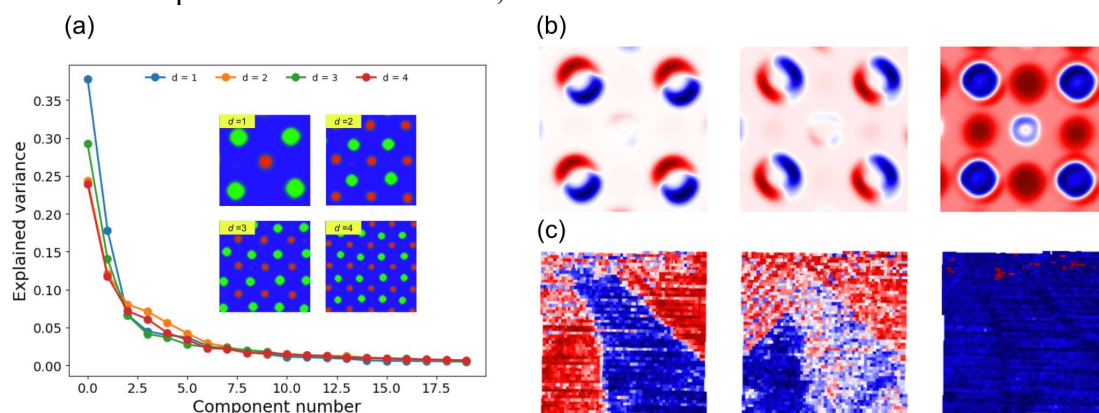 (a)
(b)
d = 1 d = 2 d = 3 d = 4
0.35
0.30
0.25
0.20
0.15
0.10
0.05
0.00
Explained variance
d =1
d =2
d =3
d =4
0.0 2.5 5.0 7.5 10.0 12.5 15.0 17.5
Component number
(c)